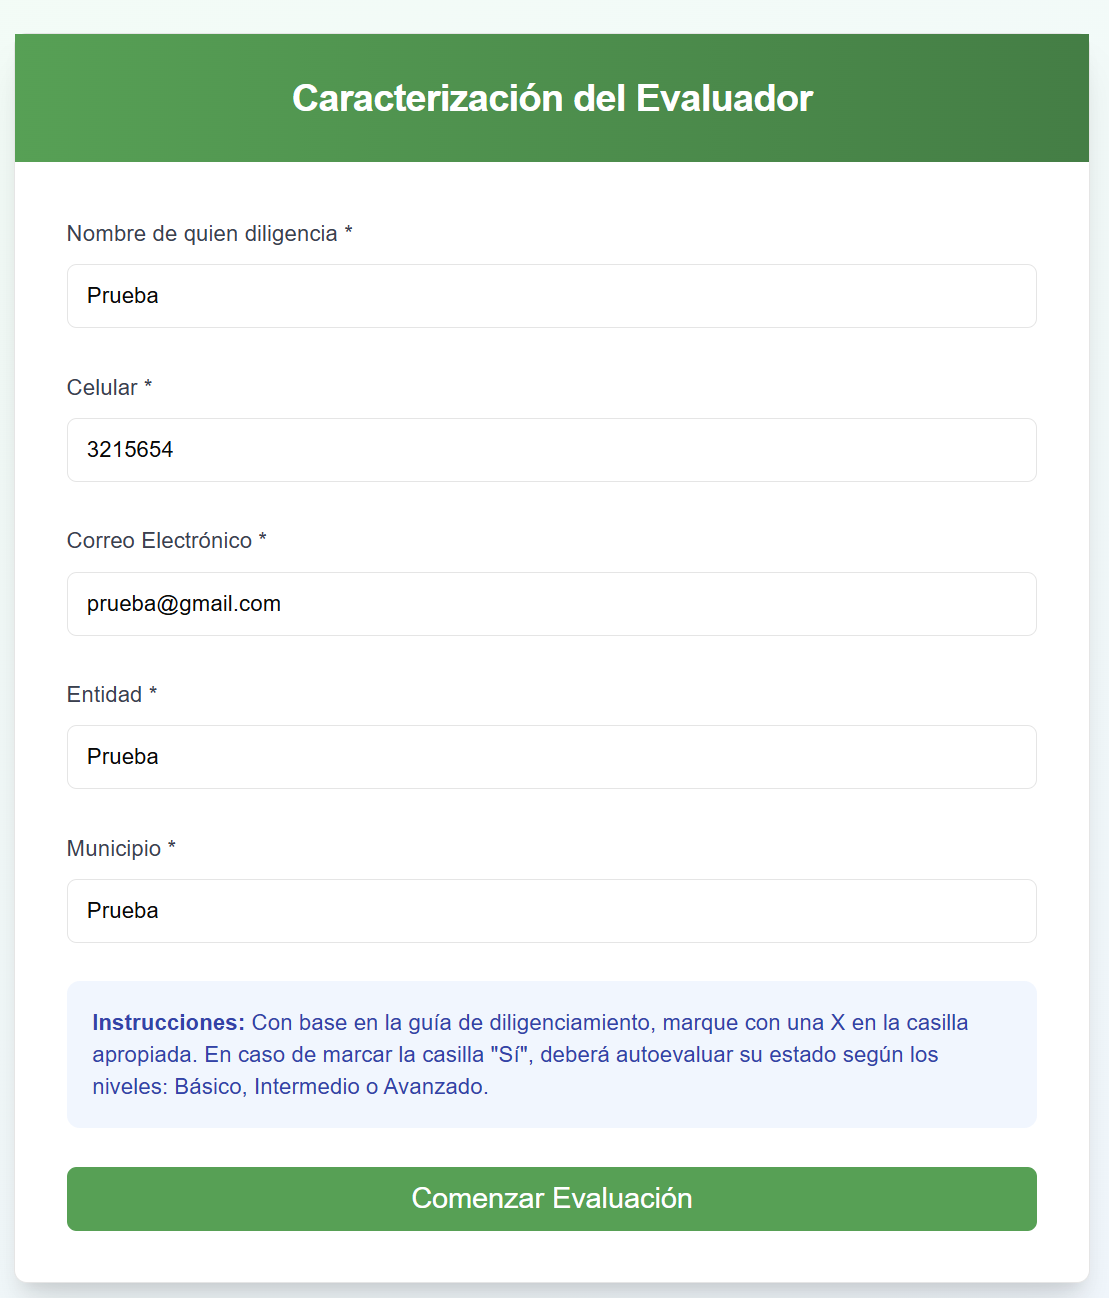 Caracterización del Evaluador
Nombre de quien diligencia *
Prueba
Celular *
3215654
Correo Electrónico *
prueba@gmail.com
Entidad *
Prueba
Municipio *
Prueba
Instrucciones: Con base en la guía de diligenciamiento, marque con una X en la casilla
apropiada. En caso de marcar la casilla "Sí", deberá autoevaluar su estado según los
niveles: Básico, Intermedio o Avanzado.
Comenzar Evaluación